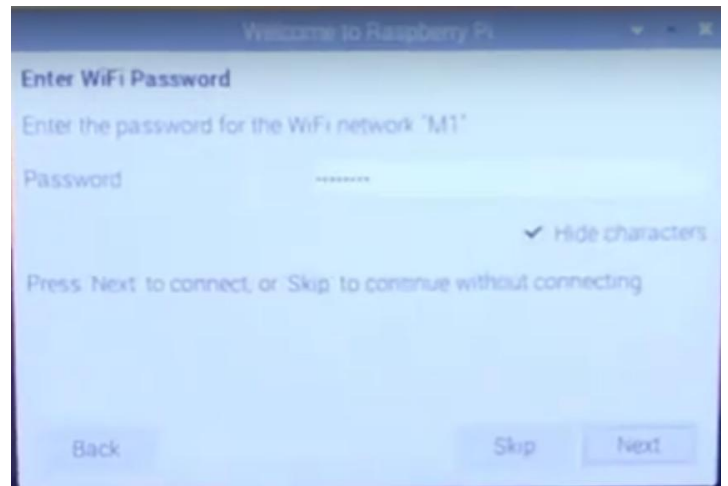 Welcome to Raspberry Pi
Enter WiFi Password
Enter the password for the WiFi network "M1"
Password ••••••••
✔ Hide characters
Press 'Next' to connect, or 'Skip' to continue without connecting
Back Skip Next